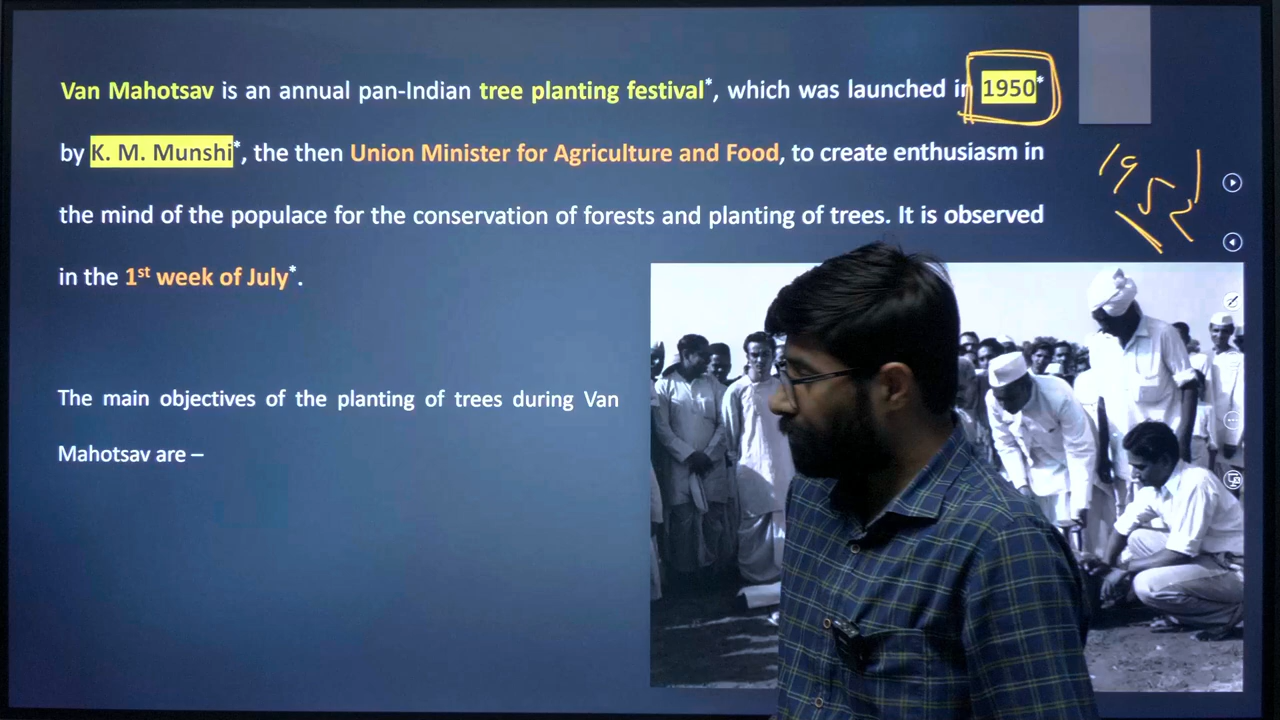 Van Mahotsav is an annual pan-Indian tree planting festival*, which was launched in 1950*
by K. M. Munshi*, the then Union Minister for Agriculture and Food, to create enthusiasm in
the mind of the populace for the conservation of forests and planting of trees. It is observed
in the 1st week of July*.
1952
The main objectives of the planting of trees during Van
Mahotsav are –